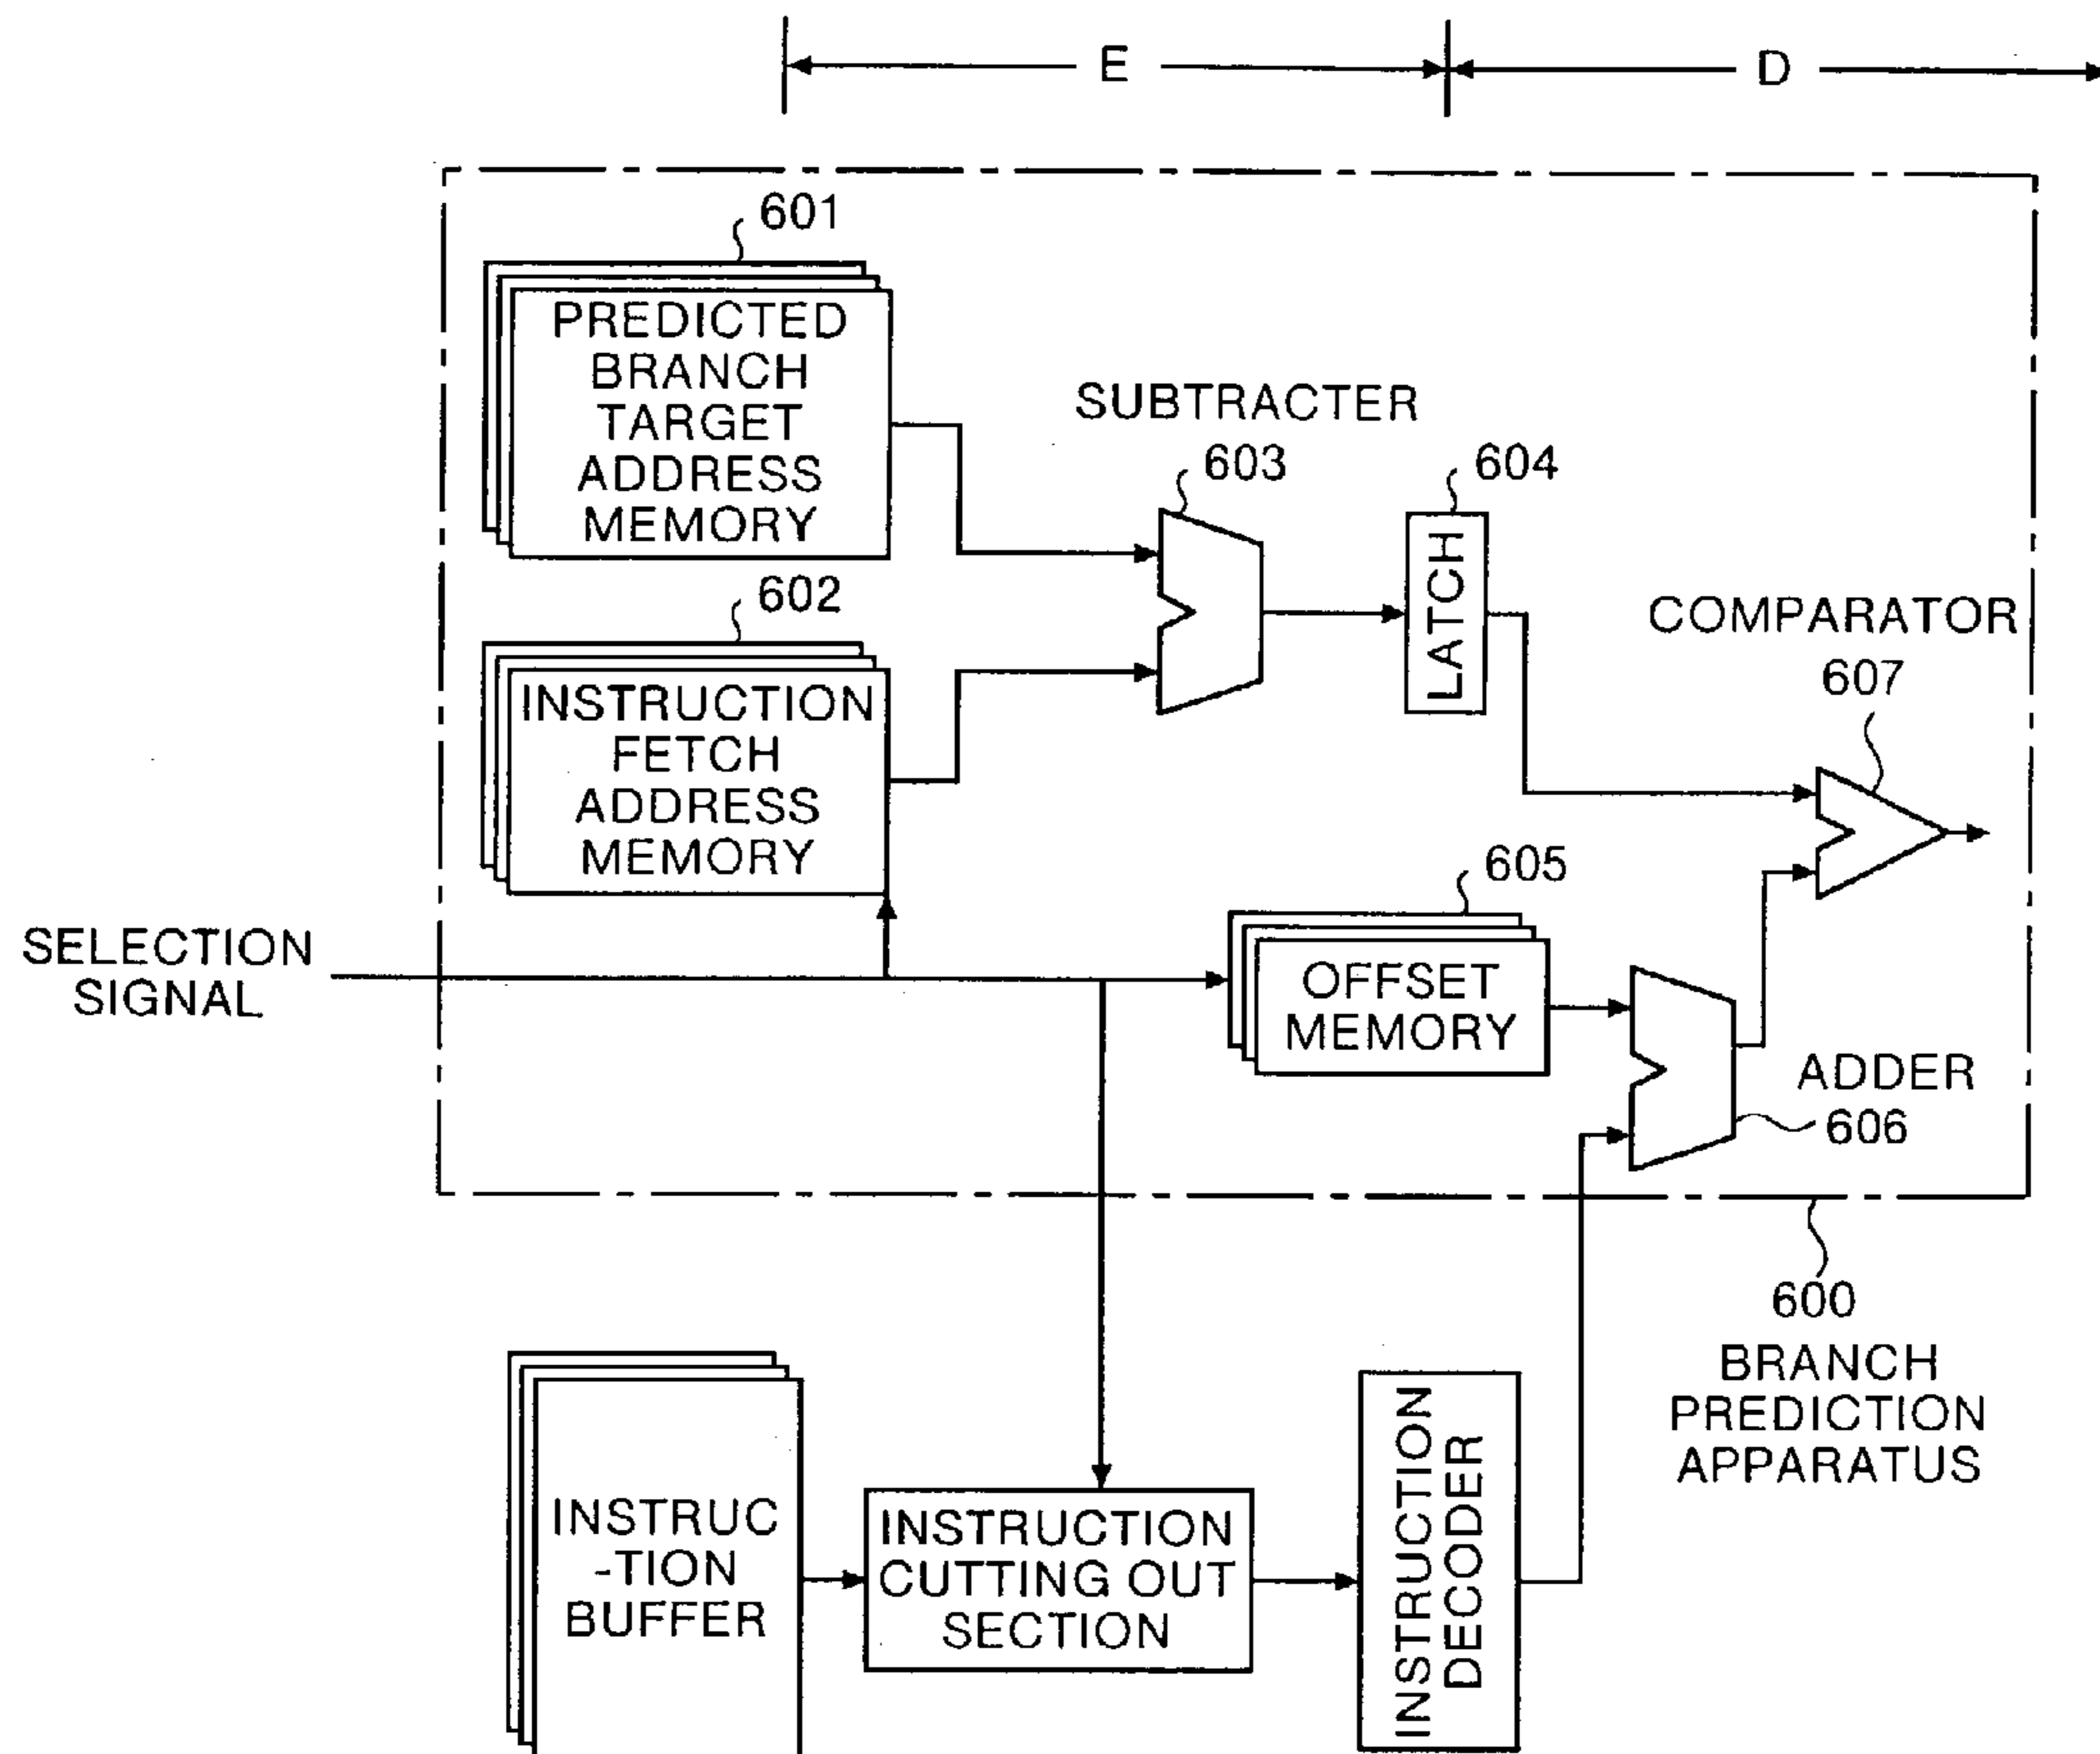 E
D
601
PREDICTED
BRANCH
TARGET
ADDRESS
MEMORY
SUBTRACTER
603
604
LATCH
602
INSTRUCTION
FETCH
ADDRESS
MEMORY
COMPARATOR
607
605
OFFSET
MEMORY
SELECTION
SIGNAL
ADDER
606
600
BRANCH
PREDICTION
APPARATUS
INSTRUC
-TION
BUFFER
INSTRUCTION
CUTTING OUT
SECTION
INSTRUCTION
DECODER